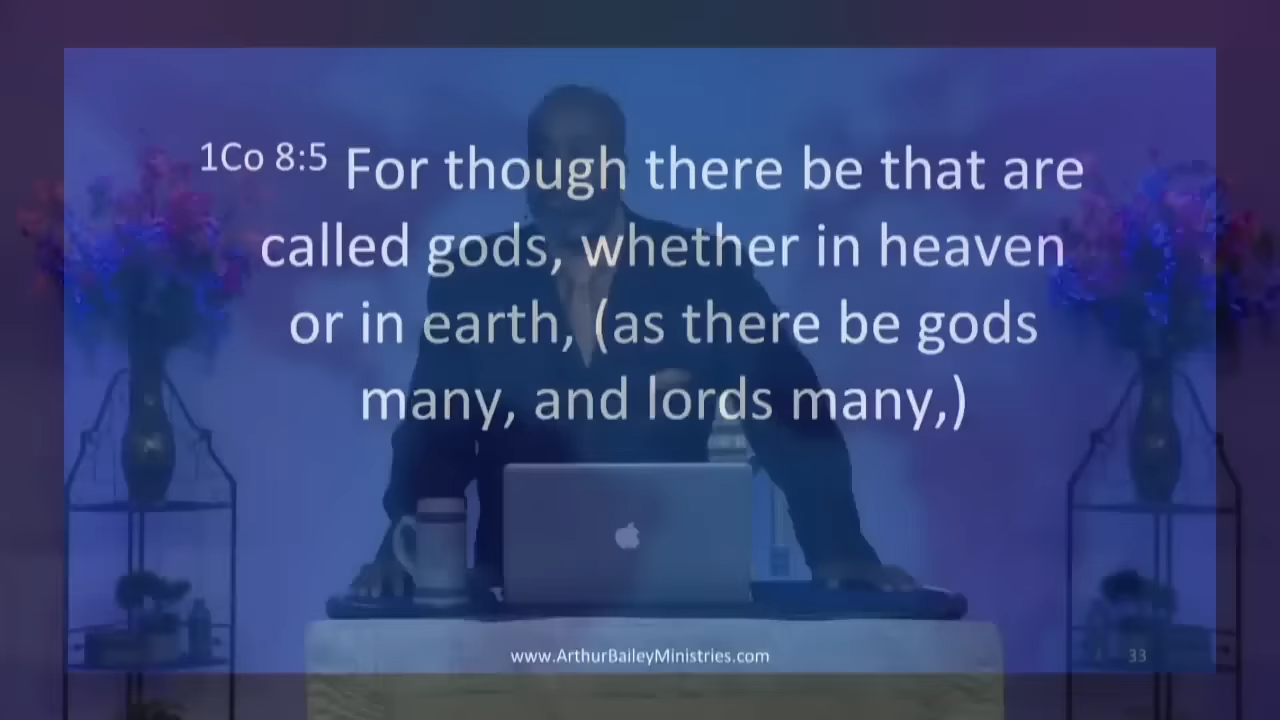 1Co 8:5 For though there be that are
called gods, whether in heaven
or in earth, (as there be gods
many, and lords many,)
www.ArthurBaileyMinistries.com
33